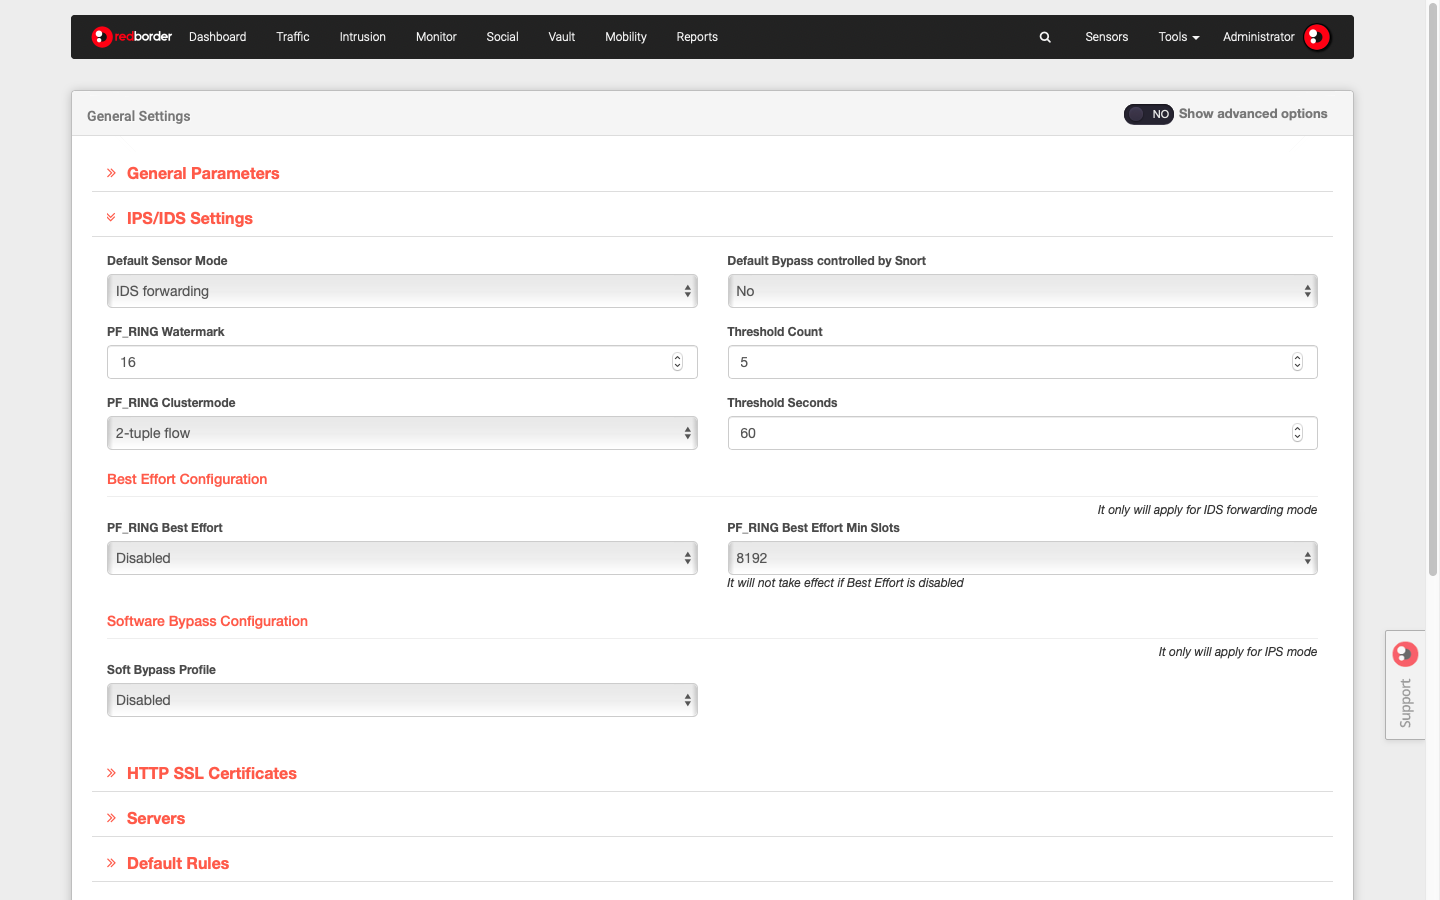 redborder Dashboard Traffic Intrusion Monitor Social Vault Mobility Reports Sensors Tools Administrator
General Settings NO Show advanced options
General Parameters
IPS/IDS Settings
Default Sensor Mode Default Bypass controlled by Snort
IDS forwarding No
PF_RING Watermark Threshold Count
16 5
PF_RING Clustermode Threshold Seconds
2-tuple flow 60
Best Effort Configuration
It only will apply for IDS forwarding mode
PF_RING Best Effort PF_RING Best Effort Min Slots
Disabled 8192
It will not take effect if Best Effort is disabled
Software Bypass Configuration
It only will apply for IPS mode
Soft Bypass Profile
Disabled
Support
HTTP SSL Certificates
Servers
Default Rules